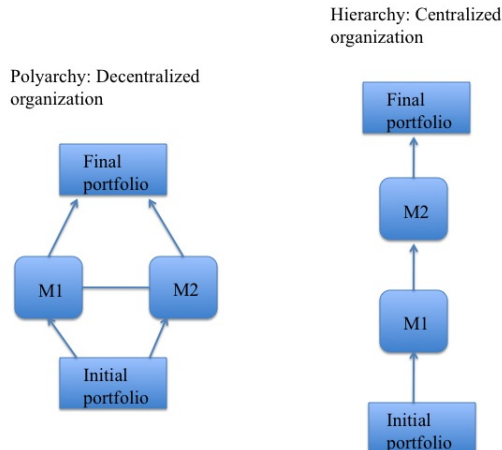 Polyarchy: Decentralized
organization
Final
portfolio
M1
M2
Initial
portfolio
Hierarchy: Centralized
organization
Final
portfolio
M2
M1
Initial
portfolio